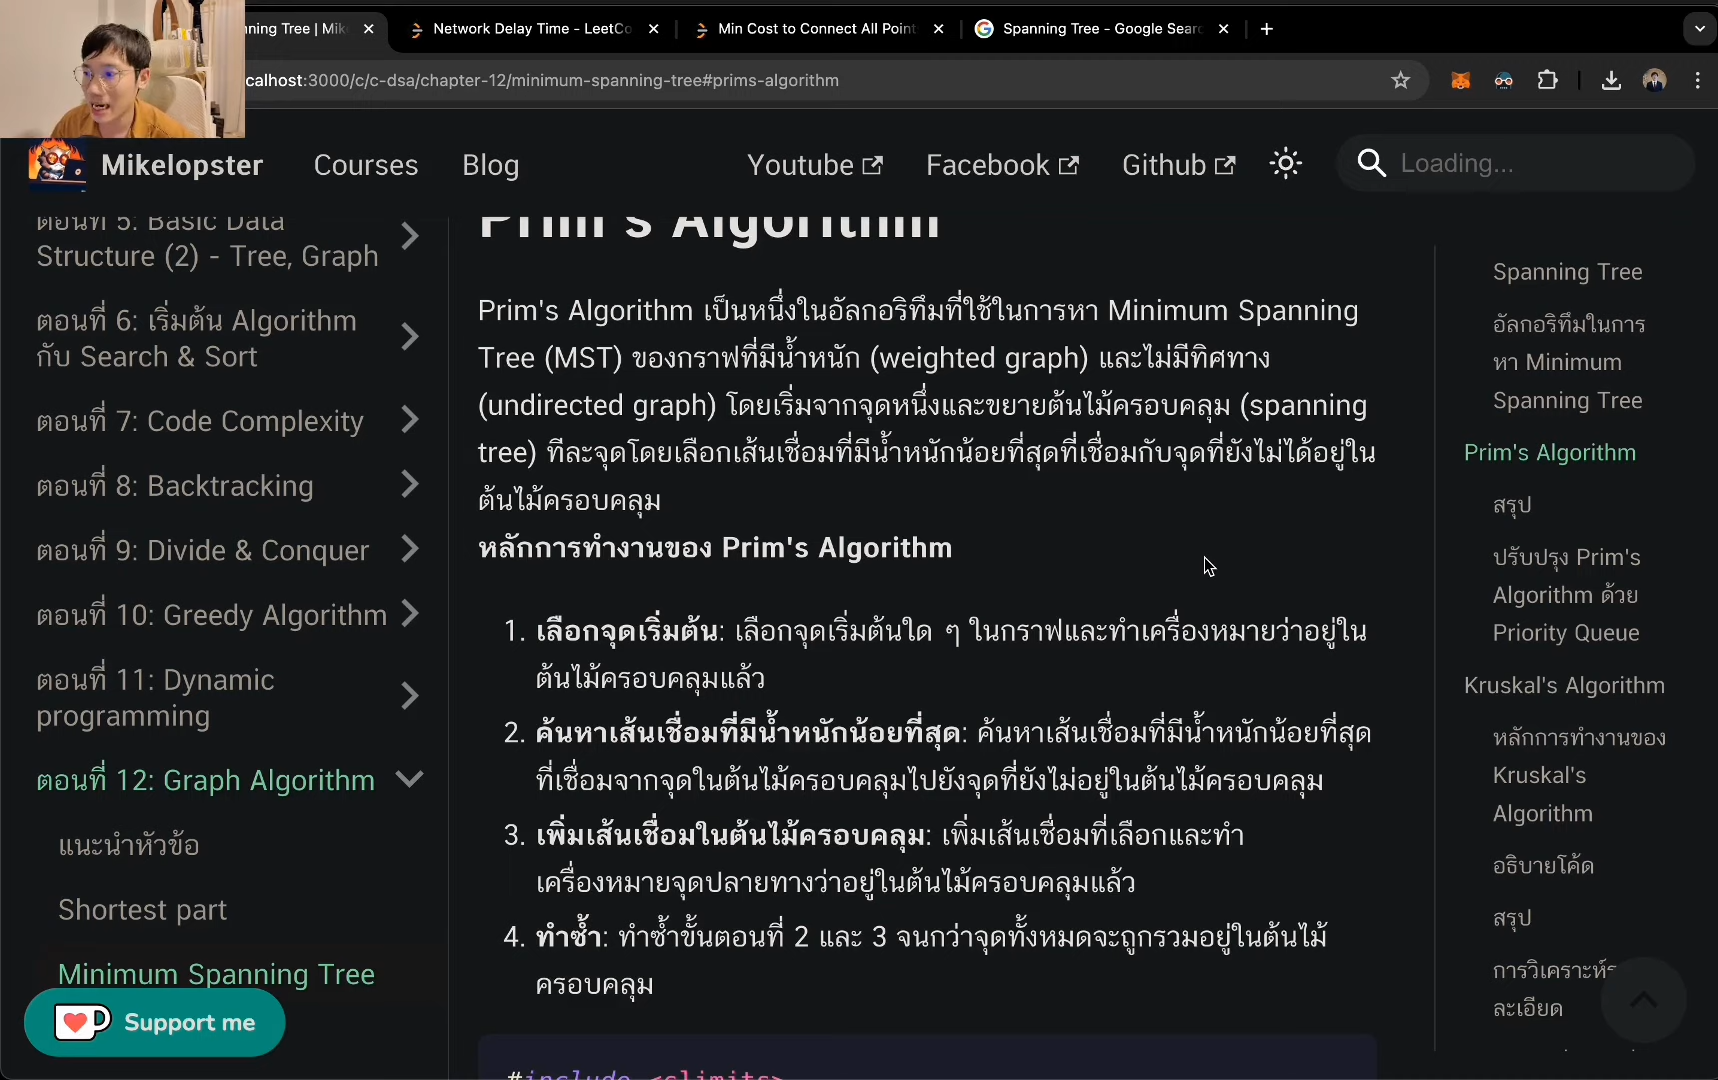 nning Tree | Mik
Network Delay Time - LeetCo
Min Cost to Connect All Point
Spanning Tree - Google Searc
calhost:3000/c/c-dsa/chapter-12/minimum-spanning-tree#prims-algorithm
Mikelopster
Courses
Blog
Youtube
Facebook
Github
Loading...
ตอนที่ 5: Basic Data
Structure (2) - Tree, Graph
ตอนที่ 6: เริ่มต้น Algorithm
กับ Search & Sort
ตอนที่ 7: Code Complexity
ตอนที่ 8: Backtracking
ตอนที่ 9: Divide & Conquer
ตอนที่ 10: Greedy Algorithm
ตอนที่ 11: Dynamic
programming
ตอนที่ 12: Graph Algorithm
แนะนำหัวข้อ
Shortest part
Minimum Spanning Tree
Support me
Prim's Algorithm
Prim's Algorithm เป็นหนึ่งในอัลกอริทึมที่ใช้ในการหา Minimum Spanning
Tree (MST) ของกราฟที่มีน้ำหนัก (weighted graph) และไม่มีทิศทาง
(undirected graph) โดยเริ่มจากจุดหนึ่งและขยายต้นไม้ครอบคลุม (spanning
tree) ทีละจุดโดยเลือกเส้นเชื่อมที่มีน้ำหนักน้อยที่สุดที่เชื่อมกับจุดที่ยังไม่ได้อยู่ใน
ต้นไม้ครอบคลุม
หลักการทำงานของ Prim's Algorithm
1. เลือกจุดเริ่มต้น: เลือกจุดเริ่มต้นใด ๆ ในกราฟและทำเครื่องหมายว่าอยู่ใน
ต้นไม้ครอบคลุมแล้ว
2. ค้นหาเส้นเชื่อมที่มีน้ำหนักน้อยที่สุด: ค้นหาเส้นเชื่อมที่มีน้ำหนักน้อยที่สุด
ที่เชื่อมจากจุดในต้นไม้ครอบคลุมไปยังจุดที่ยังไม่อยู่ในต้นไม้ครอบคลุม
3. เพิ่มเส้นเชื่อมในต้นไม้ครอบคลุม: เพิ่มเส้นเชื่อมที่เลือกและทำ
เครื่องหมายจุดปลายทางว่าอยู่ในต้นไม้ครอบคลุมแล้ว
4. ทำซ้ำ: ทำซ้ำขั้นตอนที่ 2 และ 3 จนกว่าจุดทั้งหมดจะถูกรวมอยู่ในต้นไม้
ครอบคลุม
#include <climits>
Spanning Tree
อัลกอริทึมในการ
หา Minimum
Spanning Tree
Prim's Algorithm
สรุป
ปรับปรุง Prim's
Algorithm ด้วย
Priority Queue
Kruskal's Algorithm
หลักการทำงานของ
Kruskal's
Algorithm
อธิบายโค้ด
สรุป
การวิเคราะห์ร
ละเอียด